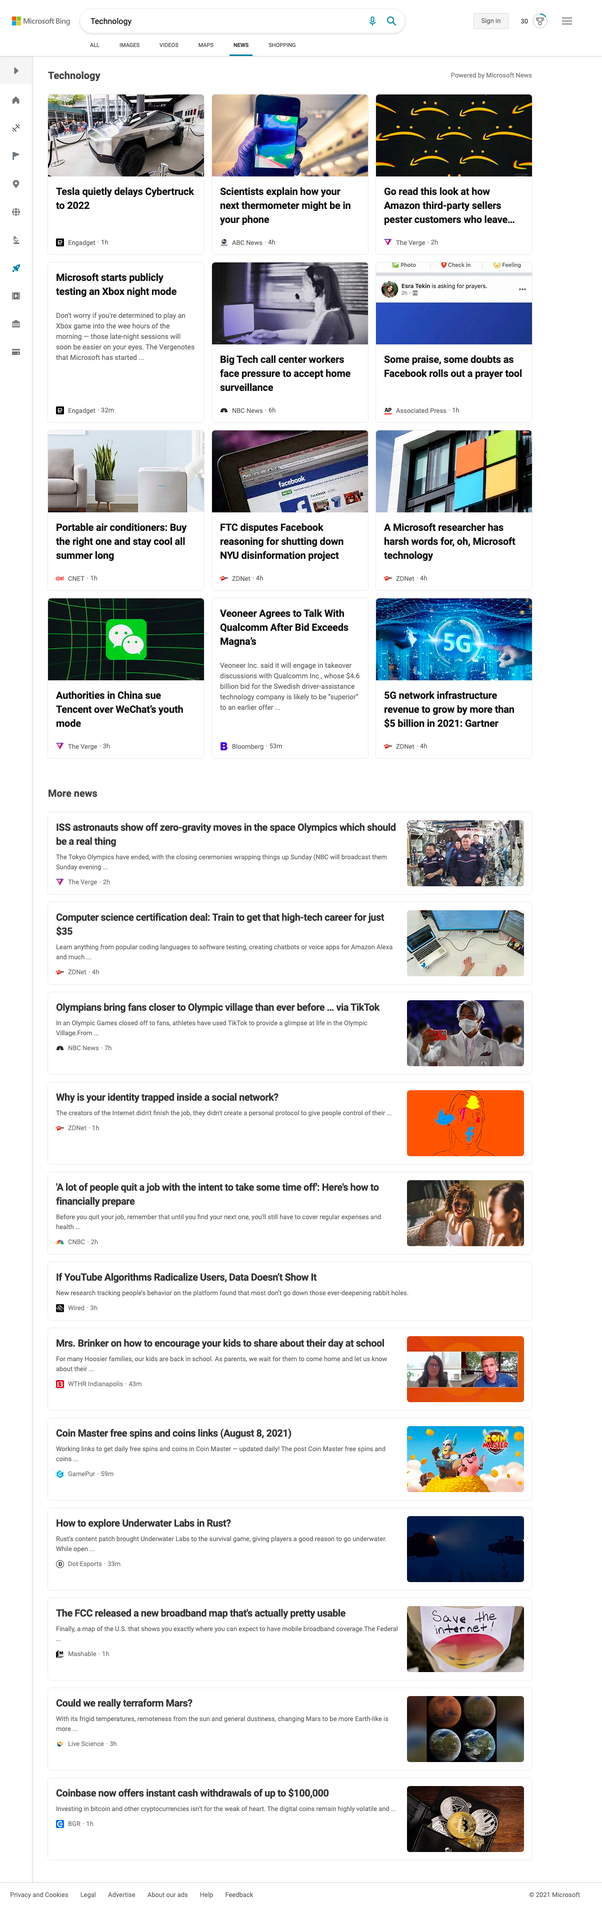 Microsoft Bing
Technology
Sign in
30
ALL
IMAGES
VIDEOS
MAPS
NEWS
SHOPPING
Technology
Powered by Microsoft News
Tesla quietly delays Cybertruck
to 2022
Engadget · 1h
Scientists explain how your
next thermometer might be in
your phone
ABC News · 4h
Go read this look at how
Amazon third-party sellers
pester customers who leave...
The Verge · 2h
Microsoft starts publicly
testing an Xbox night mode
Don't worry if you're determined to play an
Xbox game into the wee hours of the
morning — those late-night sessions will
soon be easier on your eyes. The Vergenotes
that Microsoft has started ...
Engadget · 32m
Big Tech call center workers
face pressure to accept home
surveillance
NBC News · 6h
Photo
Check in
Feeling
Esra Tekin is asking for prayers.
2h
Some praise, some doubts as
Facebook rolls out a prayer tool
AP
Associated Press · 1h
Portable air conditioners: Buy
the right one and stay cool all
summer long
CNET · 1h
facebook
FTC disputes Facebook
reasoning for shutting down
NYU disinformation project
ZDNet · 4h
A Microsoft researcher has
harsh words for, oh, Microsoft
technology
ZDNet · 4h
Authorities in China sue
Tencent over WeChat's youth
mode
The Verge · 3h
Veoneer Agrees to Talk With
Qualcomm After Bid Exceeds
Magna's
Veoneer Inc. said it will engage in takeover
discussions with Qualcomm Inc., whose $4.6
billion bid for the Swedish driver-assistance
technology company is likely to be "superior"
to an earlier offer ...
Bloomberg · 53m
5G
5G network infrastructure
revenue to grow by more than
$5 billion in 2021: Gartner
ZDNet · 4h
More news
ISS astronauts show off zero-gravity moves in the space Olympics which should
be a real thing
The Tokyo Olympics have ended, with the closing ceremonies wrapping things up Sunday (NBC will broadcast them
Sunday evening ...
The Verge · 2h
Computer science certification deal: Train to get that high-tech career for just
$35
Learn anything from popular coding languages to software testing, creating chatbots or voice apps for Amazon Alexa
and much ...
ZDNet · 4h
Olympians bring fans closer to Olympic village than ever before ... via TikTok
In an Olympic Games closed off to fans, athletes have used TikTok to provide a glimpse at life in the Olympic
Village.From ...
NBC News · 7h
Why is your identity trapped inside a social network?
The creators of the Internet didn't finish the job, they didn't create a personal protocol to give people control of their ...
ZDNet · 1h
'A lot of people quit a job with the intent to take some time off': Here's how to
financially prepare
Before you quit your job, remember that until you find your next one, you'll still have to cover regular expenses and
health ...
CNBC · 2h
If YouTube Algorithms Radicalize Users, Data Doesn't Show It
New research tracking people's behavior on the platform found that most don't go down those ever-deepening rabbit holes.
Wired · 3h
Mrs. Brinker on how to encourage your kids to share about their day at school
For many Hoosier families, our kids are back in school. As parents, we wait for them to come home and let us know
about their ...
WTHR Indianapolis · 43m
Coin Master free spins and coins links (August 8, 2021)
Working links to get daily free spins and coins in Coin Master — updated daily! The post Coin Master free spins and
coins ...
GamePur · 59m
COIN
MASTER
How to explore Underwater Labs in Rust?
Rust's content patch brought Underwater Labs to the survival game, giving players a good reason to go underwater.
While open ...
Dot Esports · 33m
The FCC released a new broadband map that's actually pretty usable
Finally, a map of the U.S. that shows you exactly where you can expect to have mobile broadband coverage.The Federal
...
Mashable · 1h
Save the
internet!
Could we really terraform Mars?
With its frigid temperatures, remoteness from the sun and general dustiness, changing Mars to be more Earth-like is
more ...
Live Science · 3h
Coinbase now offers instant cash withdrawals of up to $100,000
Investing in bitcoin and other cryptocurrencies isn't for the weak of heart. The digital coins remain highly volatile and ...
BGR · 1h
Privacy and Cookies
Legal
Advertise
About our ads
Help
Feedback
© 2021 Microsoft